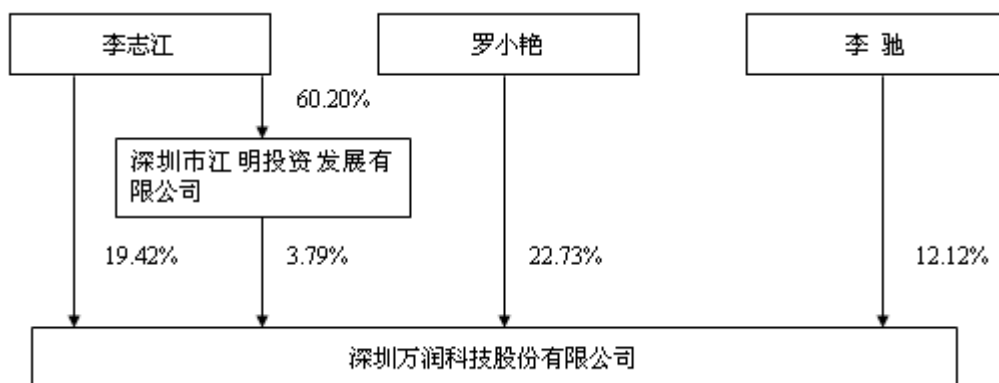 李志江
罗小艳
李 驰
60.20%
深圳市江明投资发展有
限公司
19.42%
3.79%
22.73%
12.12%
深圳万润科技股份有限公司